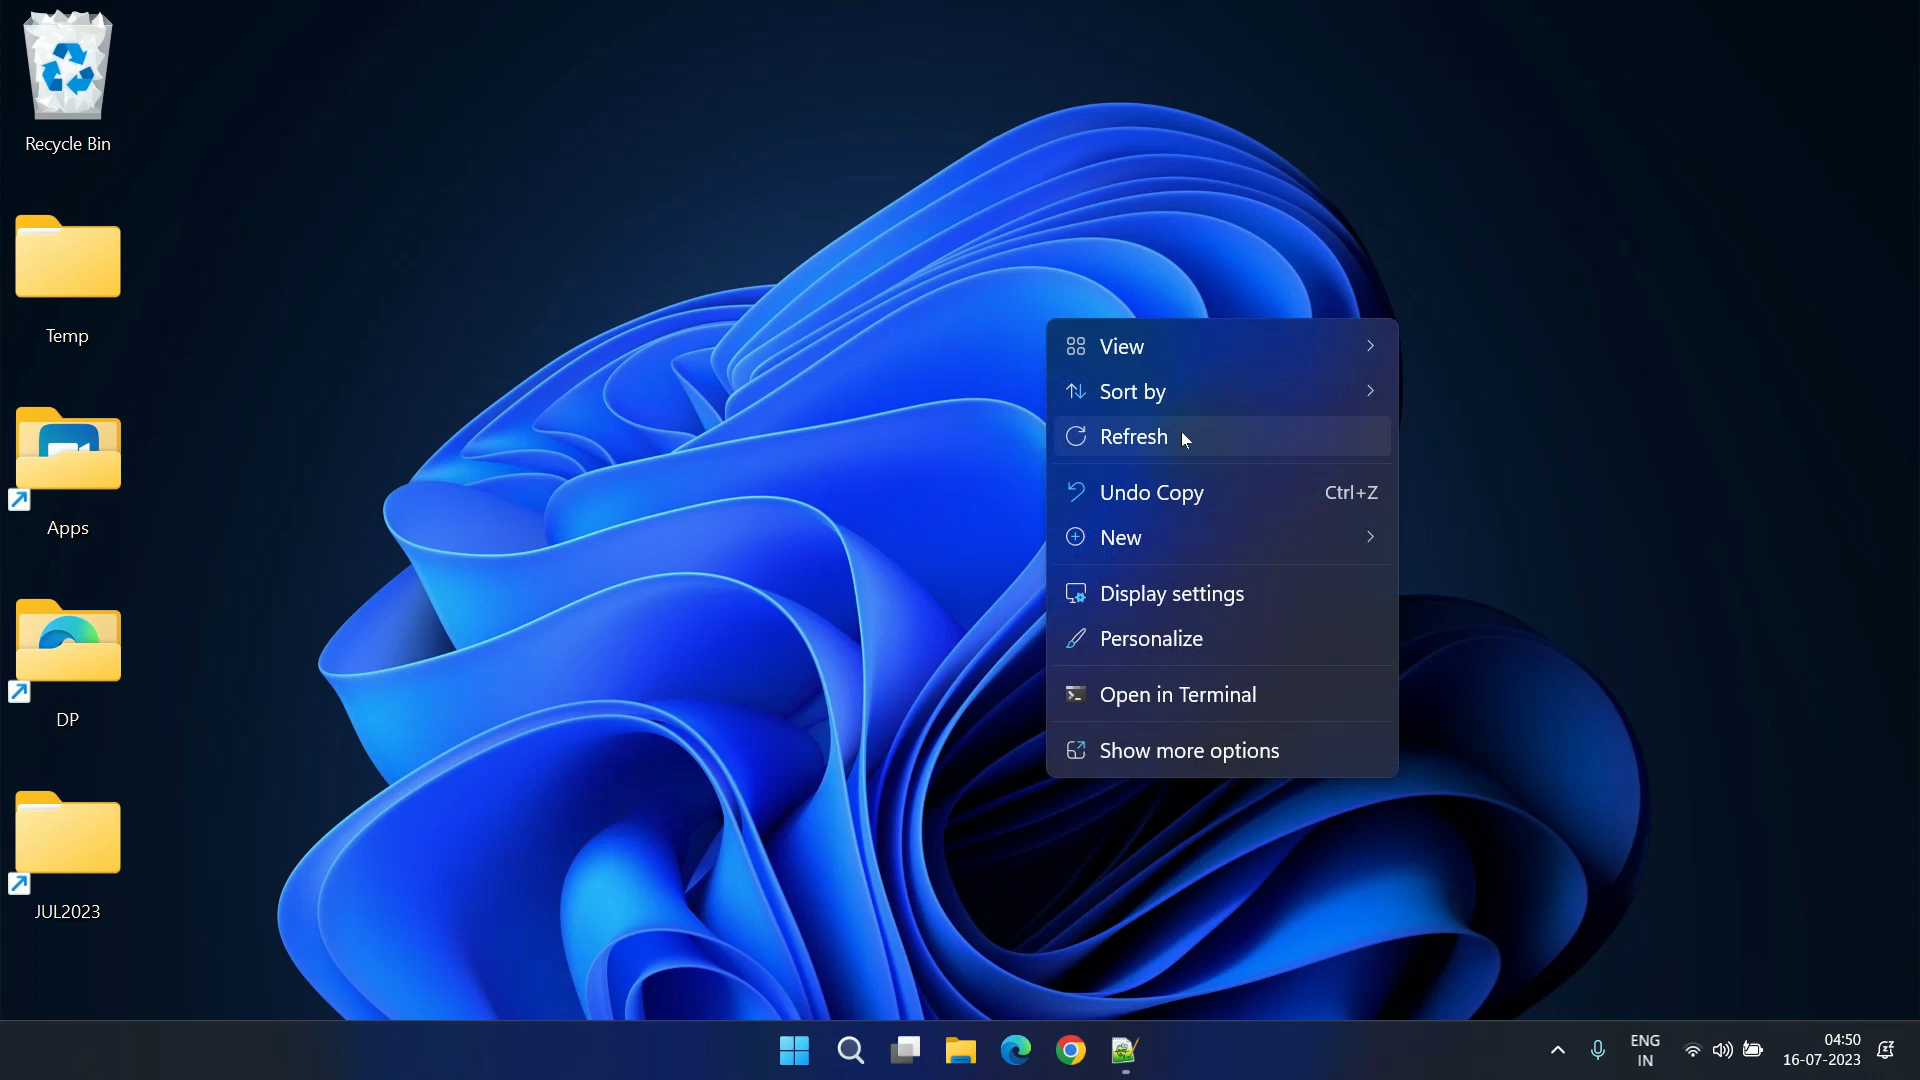 Recycle Bin
Temp
Apps
DP
JUL2023
View
Sort by
Refresh
Undo Copy Ctrl+Z
New
Display settings
Personalize
Open in Terminal
Show more options
ENG
IN
04:50
16-07-2023